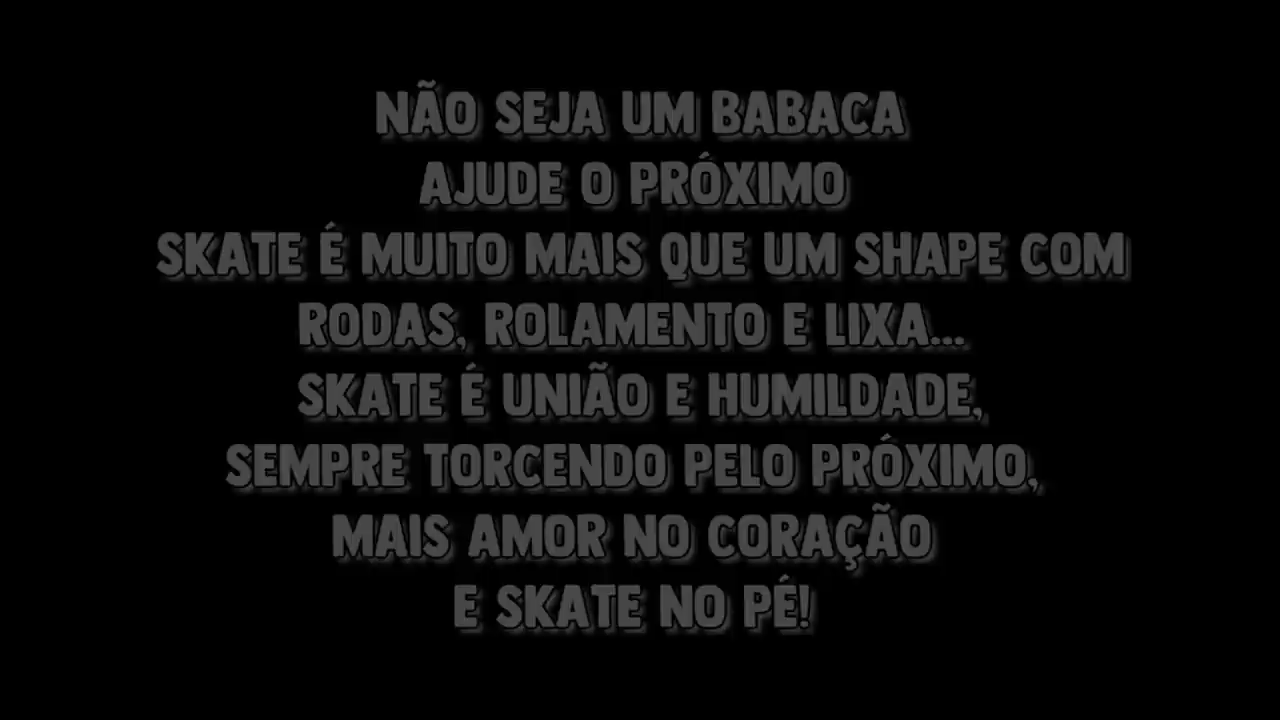 NÃO SEJA UM BABACA
AJUDE O PRÓXIMO
SKATE É MUITO MAIS QUE UM SHAPE COM
RODAS, ROLAMENTO E LIXA...
SKATE É UNIÃO E HUMILDADE,
SEMPRE TORCENDO PELO PRÓXIMO,
MAIS AMOR NO CORAÇÃO
E SKATE NO PÉ!